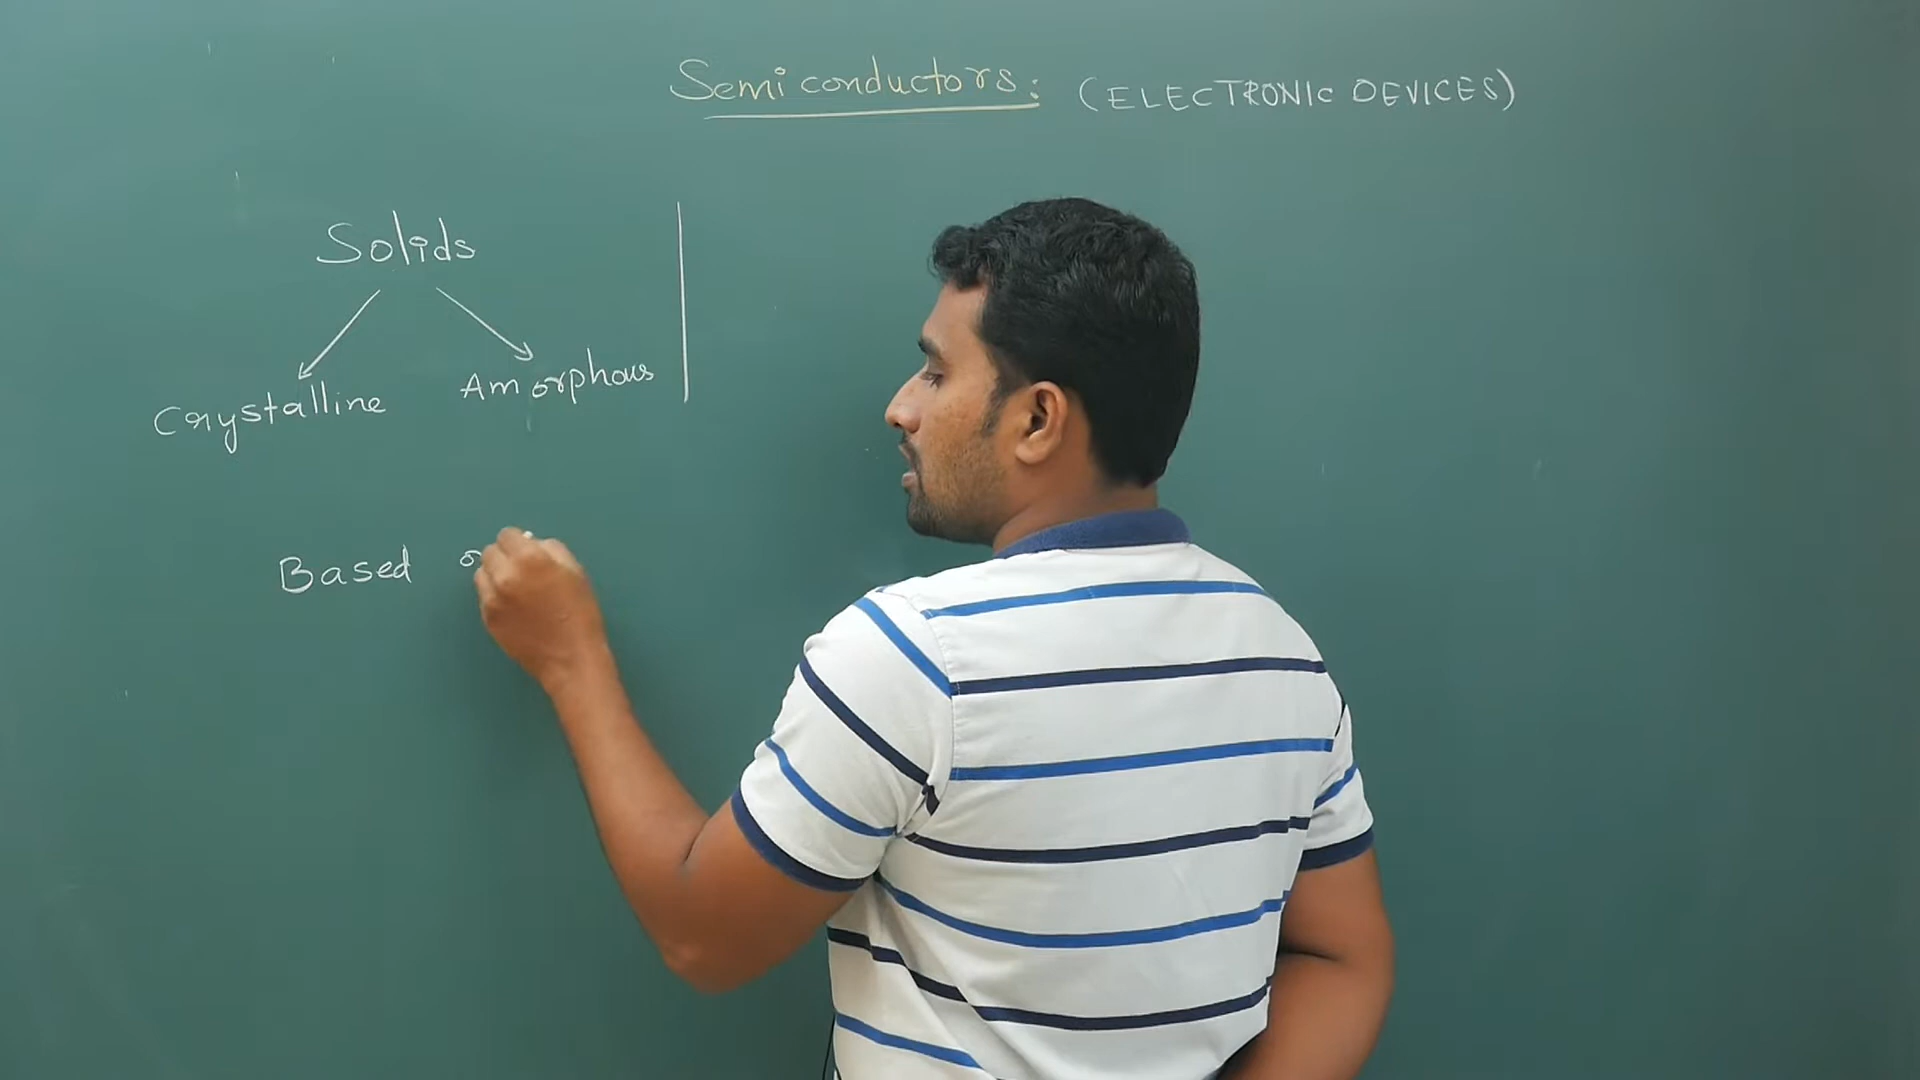 Semiconductors: (ELECTRONIC DEVICES)
Solids
Crystalline Amorphous
Based